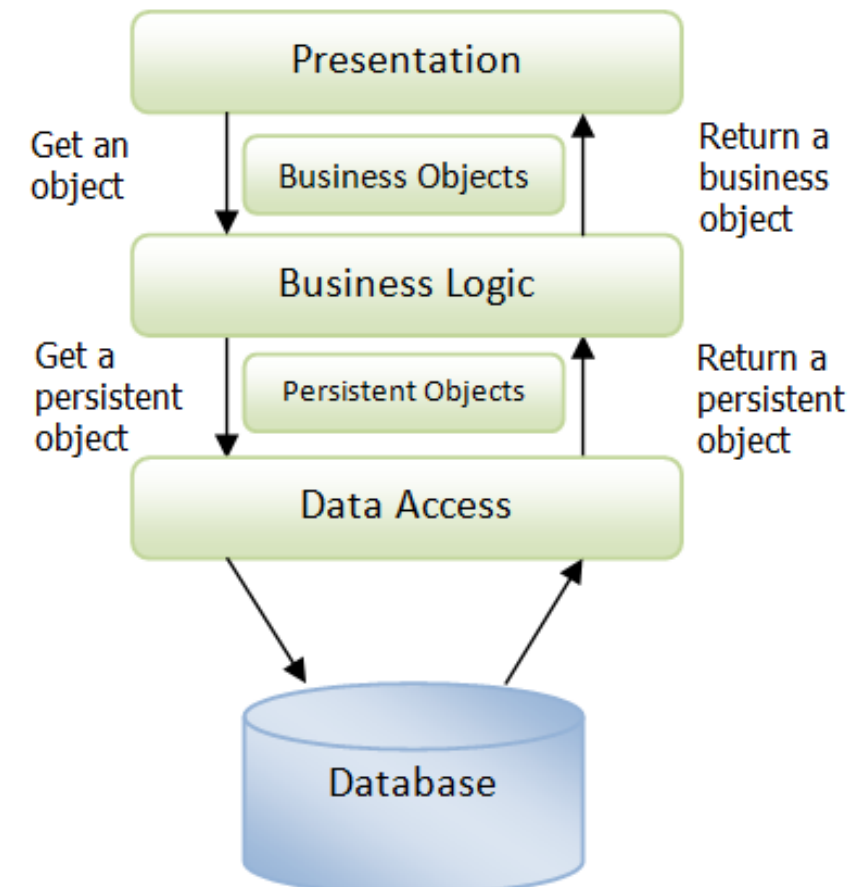 Presentation
Get an
object
Business Objects
Return a
business
object
Business Logic
Get a
persistent
object
Persistent Objects
Return a
persistent
object
Data Access
Database